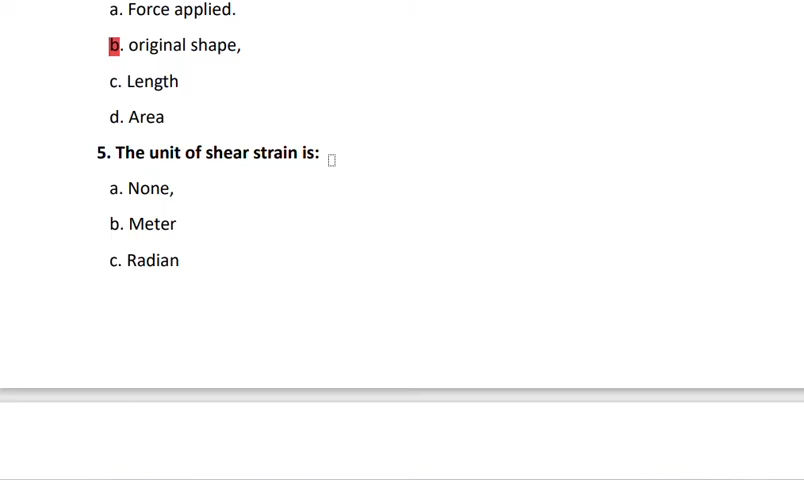 a. Force applied.
b. original shape,
c. Length
d. Area
5. The unit of shear strain is:
a. None,
b. Meter
c. Radian